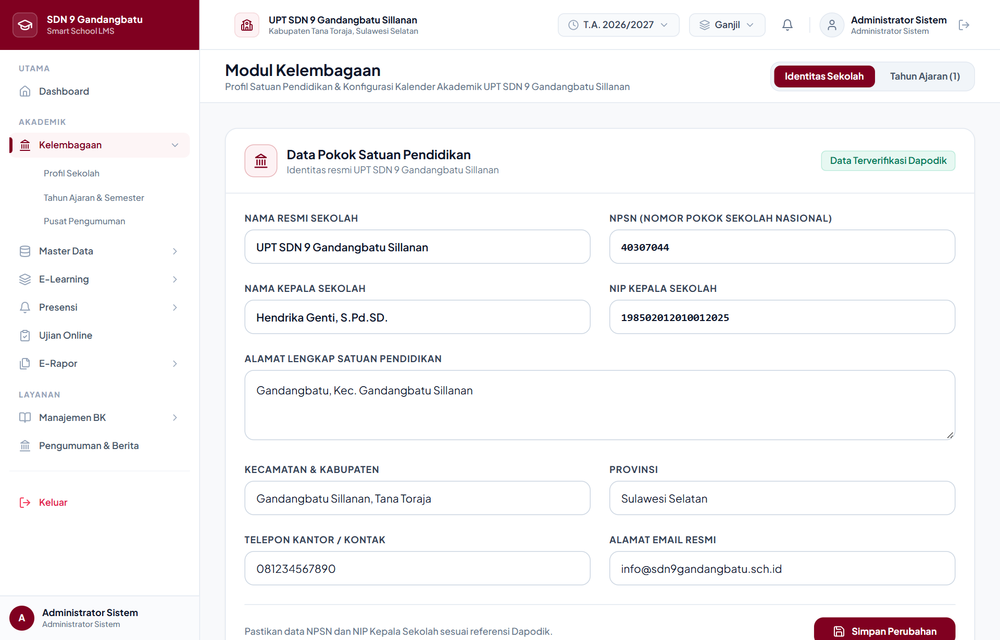 SDN 9 Gandangbatu
Smart School LMS
UPT SDN 9 Gandangbatu Sillanan
Kabupaten Tana Toraja, Sulawesi Selatan
T.A. 2026/2027
Ganjil
Administrator Sistem
Administrator Sistem
UTAMA
Dashboard
AKADEMIK
Kelembagaan
Profil Sekolah
Tahun Ajaran & Semester
Pusat Pengumuman
Master Data
E-Learning
Presensi
Ujian Online
E-Rapor
LAYANAN
Manajemen BK
Pengumuman & Berita
Keluar
A
Administrator Sistem
Administrator Sistem
Modul Kelembagaan
Profil Satuan Pendidikan & Konfigurasi Kalender Akademik UPT SDN 9 Gandangbatu Sillanan
Identitas Sekolah
Tahun Ajaran (1)
Data Pokok Satuan Pendidikan
Identitas resmi UPT SDN 9 Gandangbatu Sillanan
Data Terverifikasi Dapodik
NAMA RESMI SEKOLAH
UPT SDN 9 Gandangbatu Sillanan
NPSN (NOMOR POKOK SEKOLAH NASIONAL)
40307044
NAMA KEPALA SEKOLAH
Hendrika Genti, S.Pd.SD.
NIP KEPALA SEKOLAH
198502012010012025
ALAMAT LENGKAP SATUAN PENDIDIKAN
Gandangbatu, Kec. Gandangbatu Sillanan
KECAMATAN & KABUPATEN
Gandangbatu Sillanan, Tana Toraja
PROVINSI
Sulawesi Selatan
TELEPON KANTOR / KONTAK
081234567890
ALAMAT EMAIL RESMI
info@sdn9gandangbatu.sch.id
Pastikan data NPSN dan NIP Kepala Sekolah sesuai referensi Dapodik.
Simpan Perubahan